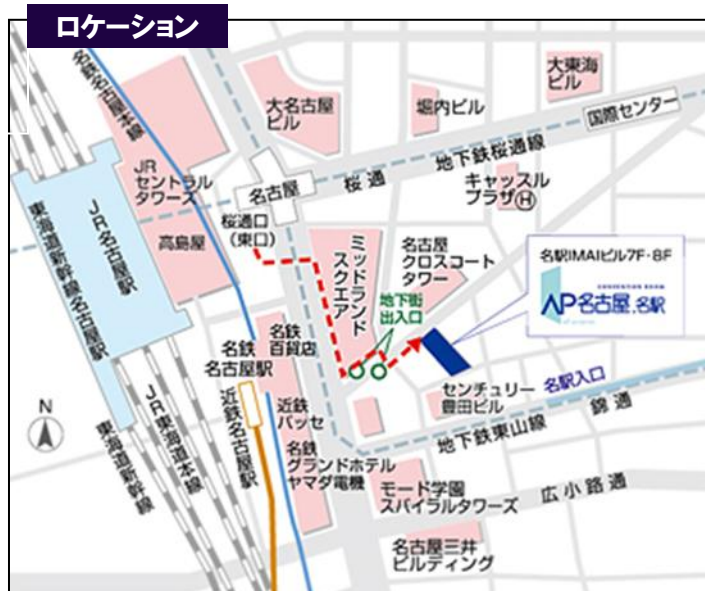 ロケーション
名鉄名古屋本線
大名古屋
ビル
堀内ビル
大東海
ビル
国際センター
地下鉄桜通線
JR
セントラル
タワーズ
名古屋
桜通
キャッスル
プラザⒽ
桜通口
(東口)
高島屋
JR名古屋駅
東海道新幹線名古屋駅
ミッドランド
スクエア
名古屋
クロスコート
タワー
名駅IMAIビル7F・8F
CONVENTION ROOM
AP名古屋.名駅
地下街
出入口
名鉄
百貨店
名鉄
名古屋駅
センチュリー
豊田ビル
名駅入口
錦通
地下鉄東山線
N
近鉄名古屋駅
近鉄
パッセ
名鉄
グランドホテル
ヤマダ電機
JR東海道本線
東海道新幹線
モード学園
スパイラルタワーズ
広小路通
名古屋三井
ビルディング